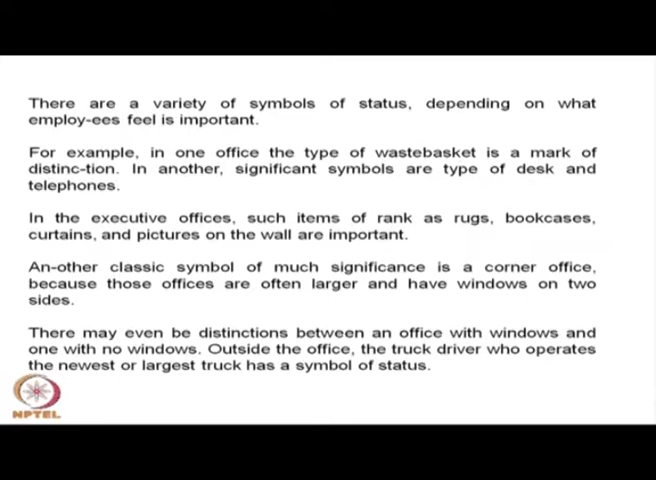 There are a variety of symbols of status, depending on what
employ-ees feel is important.
For example, in one office the type of wastebasket is a mark of
distinc-tion. In another, significant symbols are type of desk and
telephones.
In the executive offices, such items of rank as rugs, bookcases,
curtains, and pictures on the wall are important.
An-other classic symbol of much significance is a corner office,
because those offices are often larger and have windows on two
sides.
There may even be distinctions between an office with windows and
one with no windows. Outside the office, the truck driver who operates
the newest or largest truck has a symbol of status.
NPTEL